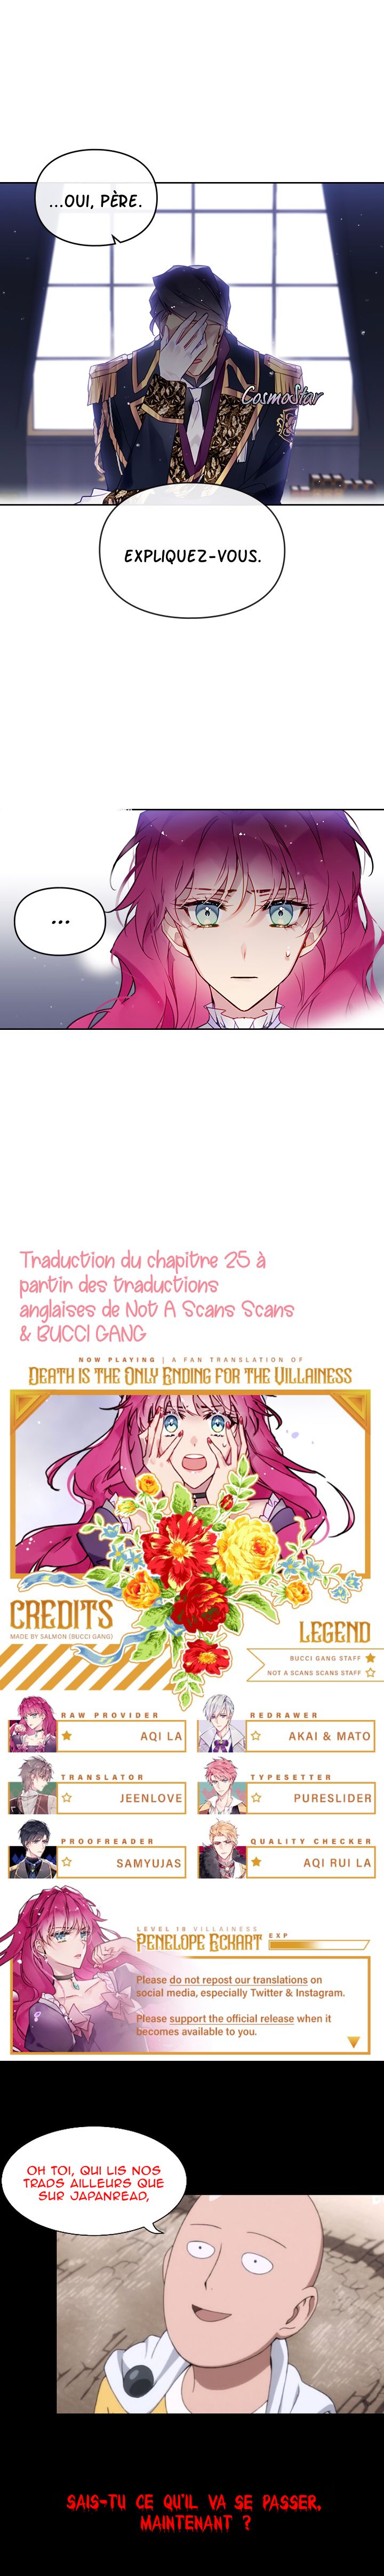 ...OUI, PÈRE.
CosmoStar
EXPLIQUEZ-VOUS.
...
Traduction du chapitre 25 à
partir des traductions
anglaises de Not A Scans Scans
& BUCCI GANG
NOW PLAYING | A FAN TRANSLATION OF
DEATH IS THE ONLY ENDING FOR THE VILLAINESS
CREDITS
MADE BY SALMON (BUCCI GANG)
LEGEND
BUCCI GANG STAFF ★
NOT A SCANS SCANS STAFF ☆
RAW PROVIDER
★ AQI LA
REDRAWER
☆ AKAI & MATO
TRANSLATOR
☆ JEENLOVE
TYPESETTER
☆ PURESLIDER
PROOFREADER
☆ SAMYUJAS
QUALITY CHECKER
★ AQI RUI LA
LEVEL 18 VILLAINESS
PENELOPE ECKART EXP
Please do not repost our translations on
social media, especially Twitter & Instagram.
Please support the official release when it
becomes available to you.
OH TOI, QUI LIS NOS
TRADS AILLEURS QUE
SUR JAPANREAD,
SAIS-TU CE QU'IL VA SE PASSER,
MAINTENANT ?